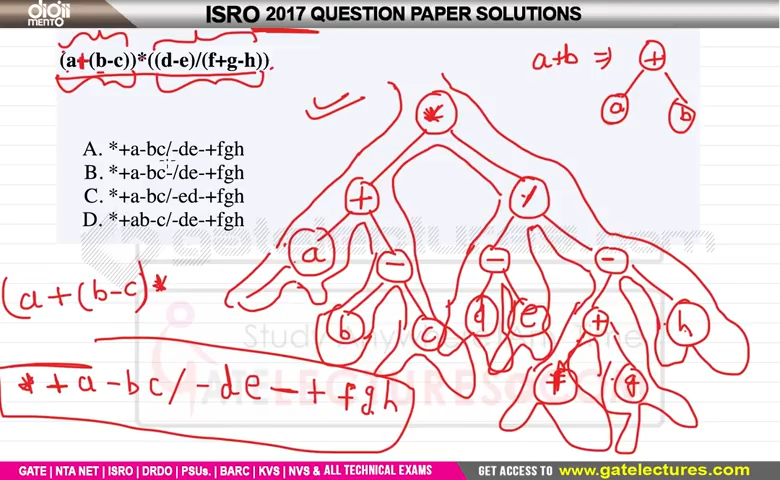 digii
MENTO
ISRO 2017 QUESTION PAPER SOLUTIONS
(a+(b-c))*((d-e)/(f+g-h))
a+b ⇒
+
a b
*
+ /
a - - -
b c d e + h
f g
A. *+a-bc/-de-+fgh
B. *+a-bc-/de-+fgh
C. *+a-bc/-ed-+fgh
D. *+ab-c/-de-+fgh
(a+(b-c)*
*+a-bc/-de-+fgh
GATE | NTA NET | ISRO | DRDO | PSUs. | BARC | KVS | NVS & ALL TECHNICAL EXAMS GET ACCESS TO www.gatelectures.com